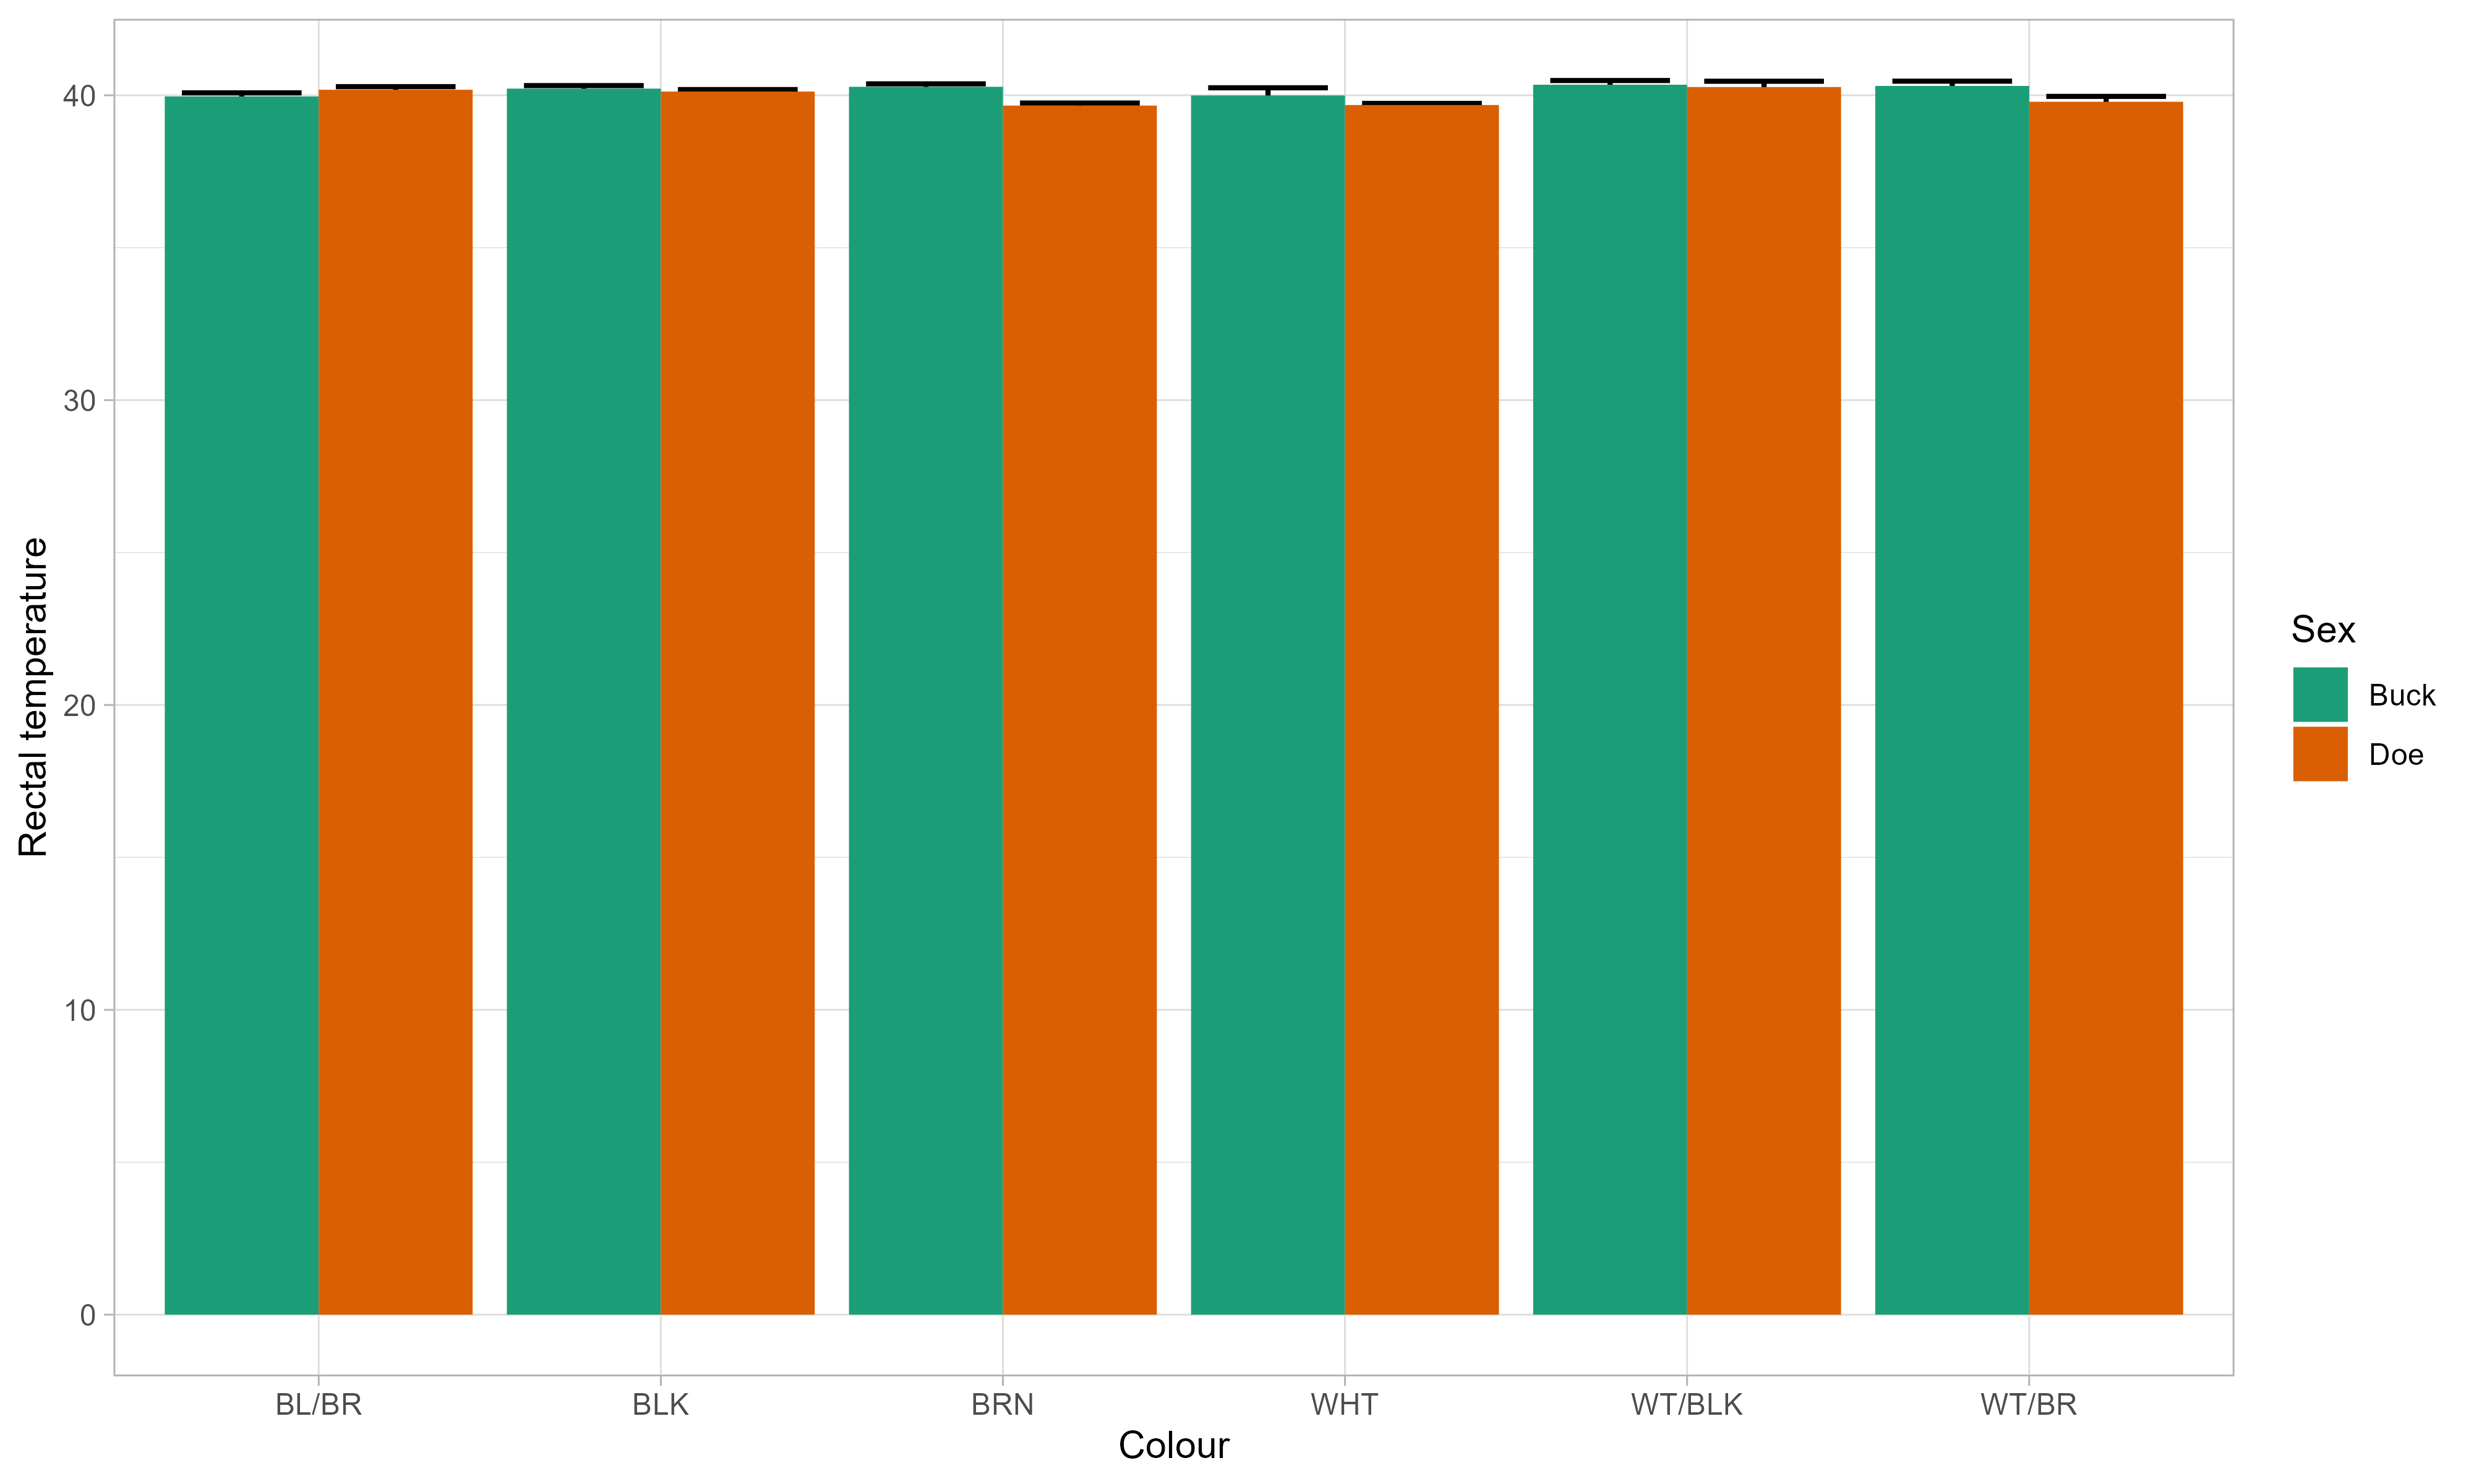 40
30
20
10
0
Rectal temperature
BL/BR
BLK
BRN
WHT
WT/BLK
WT/BR
Colour
Sex
Buck
Doe